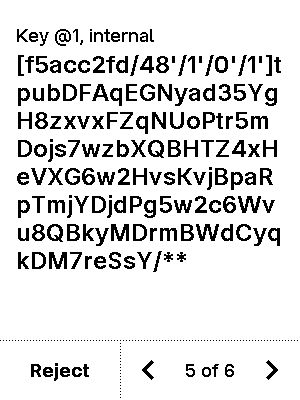 Key @1, internal
[f5acc2fd/48'/1'/0'/1']t
pubDFAqEGNyad35Yg
H8zxvxFZqNUoPtr5m
Dojs7wzbXQBHTZ4xH
eVXG6w2HvsKvjBpaR
pTmjYDjdPg5w2c6Wv
u8QBkyMDrmBWdCyq
kDM7reSsY/**
Reject
5 of 6